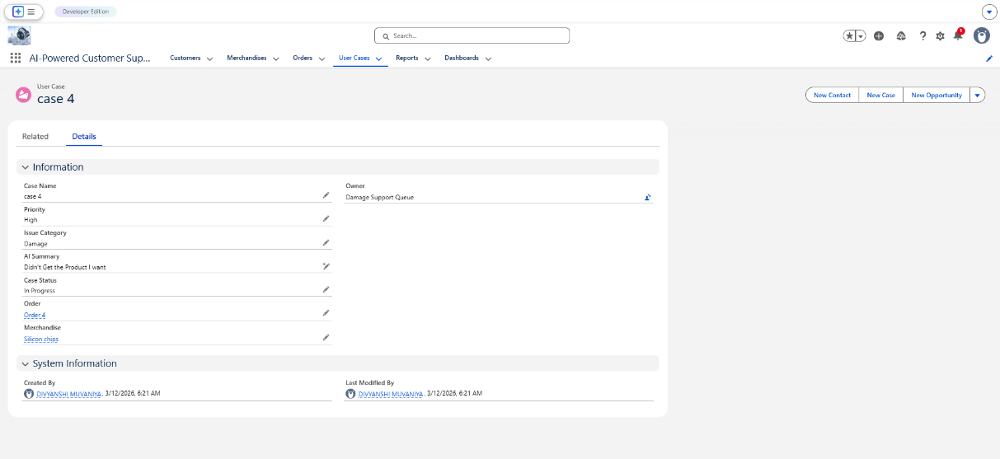 Developer Edition
Search...
1
AI-Powered Customer Sup...
Customers
Merchandises
Orders
User Cases
Reports
Dashboards
User Case
case 4
New Contact
New Case
New Opportunity
Related
Details
Information
Case Name
case 4
Owner
Damage Support Queue
Priority
High
Issue Category
Damage
AI Summary
Didn't Get the Product I want
Case Status
In Progress
Order
Order 4
Merchandise
Silicon chips
System Information
Created By
DIVYANSHI MUVANIYA, 3/12/2026, 6:21 AM
Last Modified By
DIVYANSHI MUVANIYA, 3/12/2026, 6:21 AM